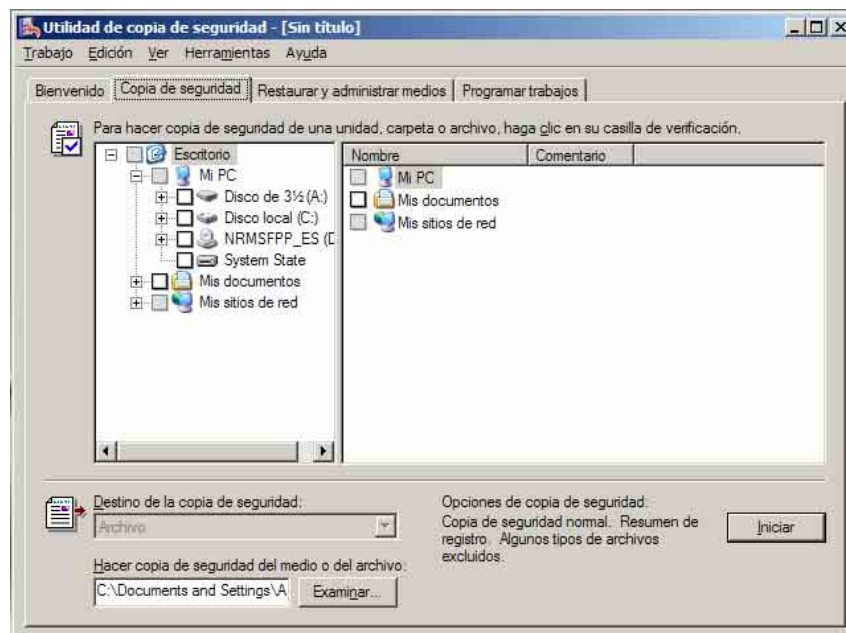 Utilidad de copia de seguridad - [Sin título]
Trabajo Edición Ver Herramientas Ayuda
Bienvenido Copia de seguridad Restaurar y administrar medios Programar trabajos
Para hacer copia de seguridad de una unidad, carpeta o archivo, haga clic en su casilla de verificación.
Escritorio
Mi PC
Disco de 3½ (A:)
Disco local (C:)
NRMSFPP_ES (D
System State
Mis documentos
Mis sitios de red
Nombre Comentario
Mi PC
Mis documentos
Mis sitios de red
Destino de la copia de seguridad:
Archivo
Hacer copia de seguridad del medio o del archivo:
C:\Documents and Settings\A Examinar...
Opciones de copia de seguridad:
Copia de seguridad normal. Resumen de
registro. Algunos tipos de archivos
excluidos.
Iniciar